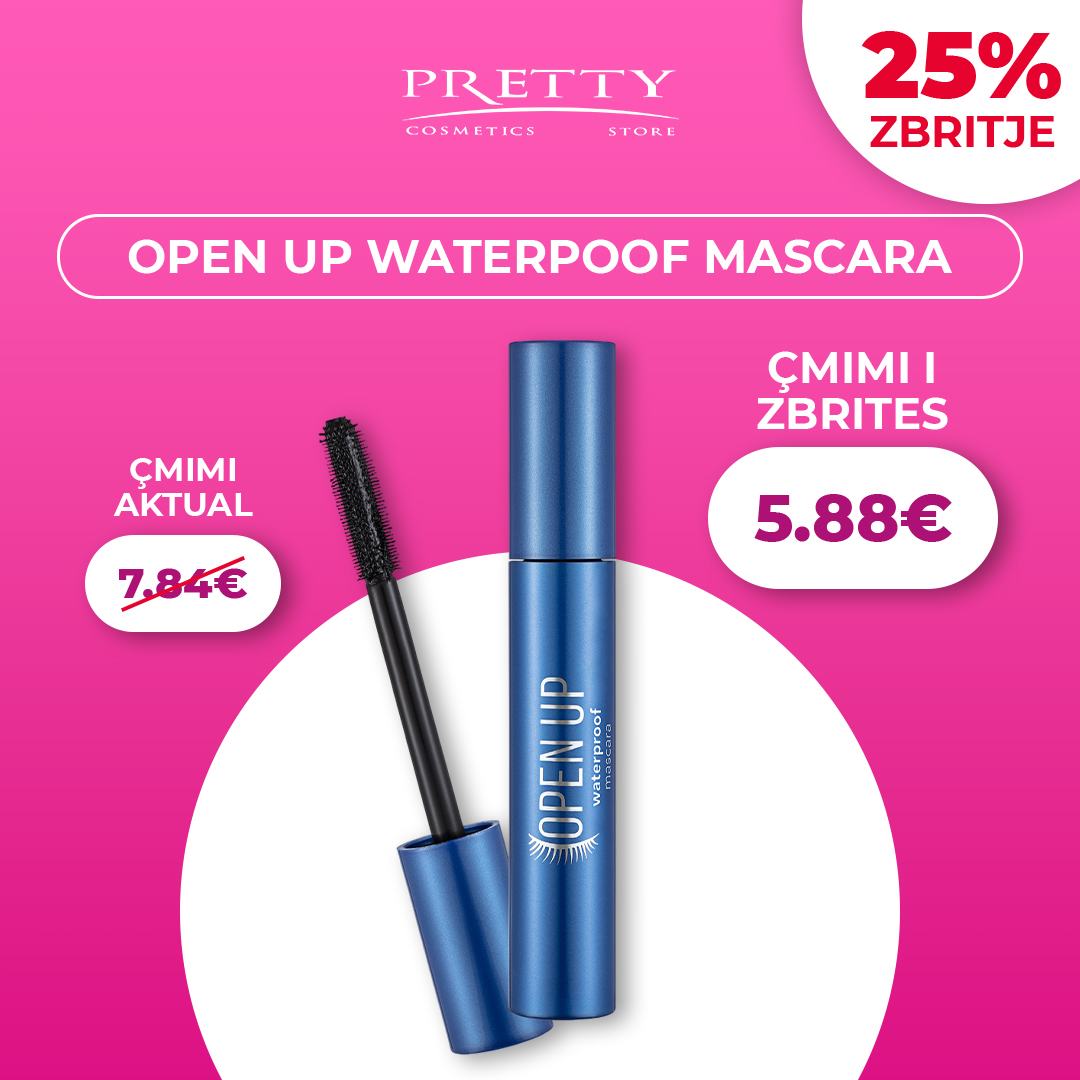 PRETTY
COSMETICS STORE
25%
ZBRITJE
OPEN UP WATERPOOF MASCARA
ÇMIMI I
ZBRITES
5.88€
ÇMIMI
AKTUAL
7.84€
OPEN UP
waterproof
mascara